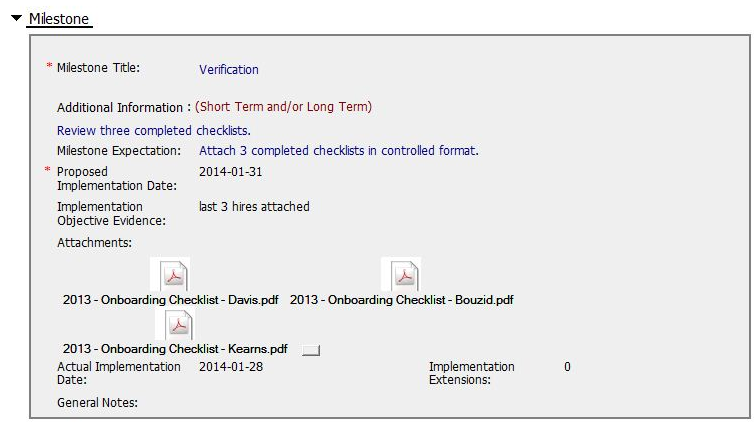 Milestone
* Milestone Title: Verification
Additional Information : (Short Term and/or Long Term)
Review three completed checklists.
Milestone Expectation: Attach 3 completed checklists in controlled format.
* Proposed 2014-01-31
Implementation Date:
Implementation last 3 hires attached
Objective Evidence:
Attachments:
2013 - Onboarding Checklist - Davis.pdf 2013 - Onboarding Checklist - Bouzid.pdf
2013 - Onboarding Checklist - Kearns.pdf
Actual Implementation 2014-01-28 Implementation 0
Date: Extensions:
General Notes: